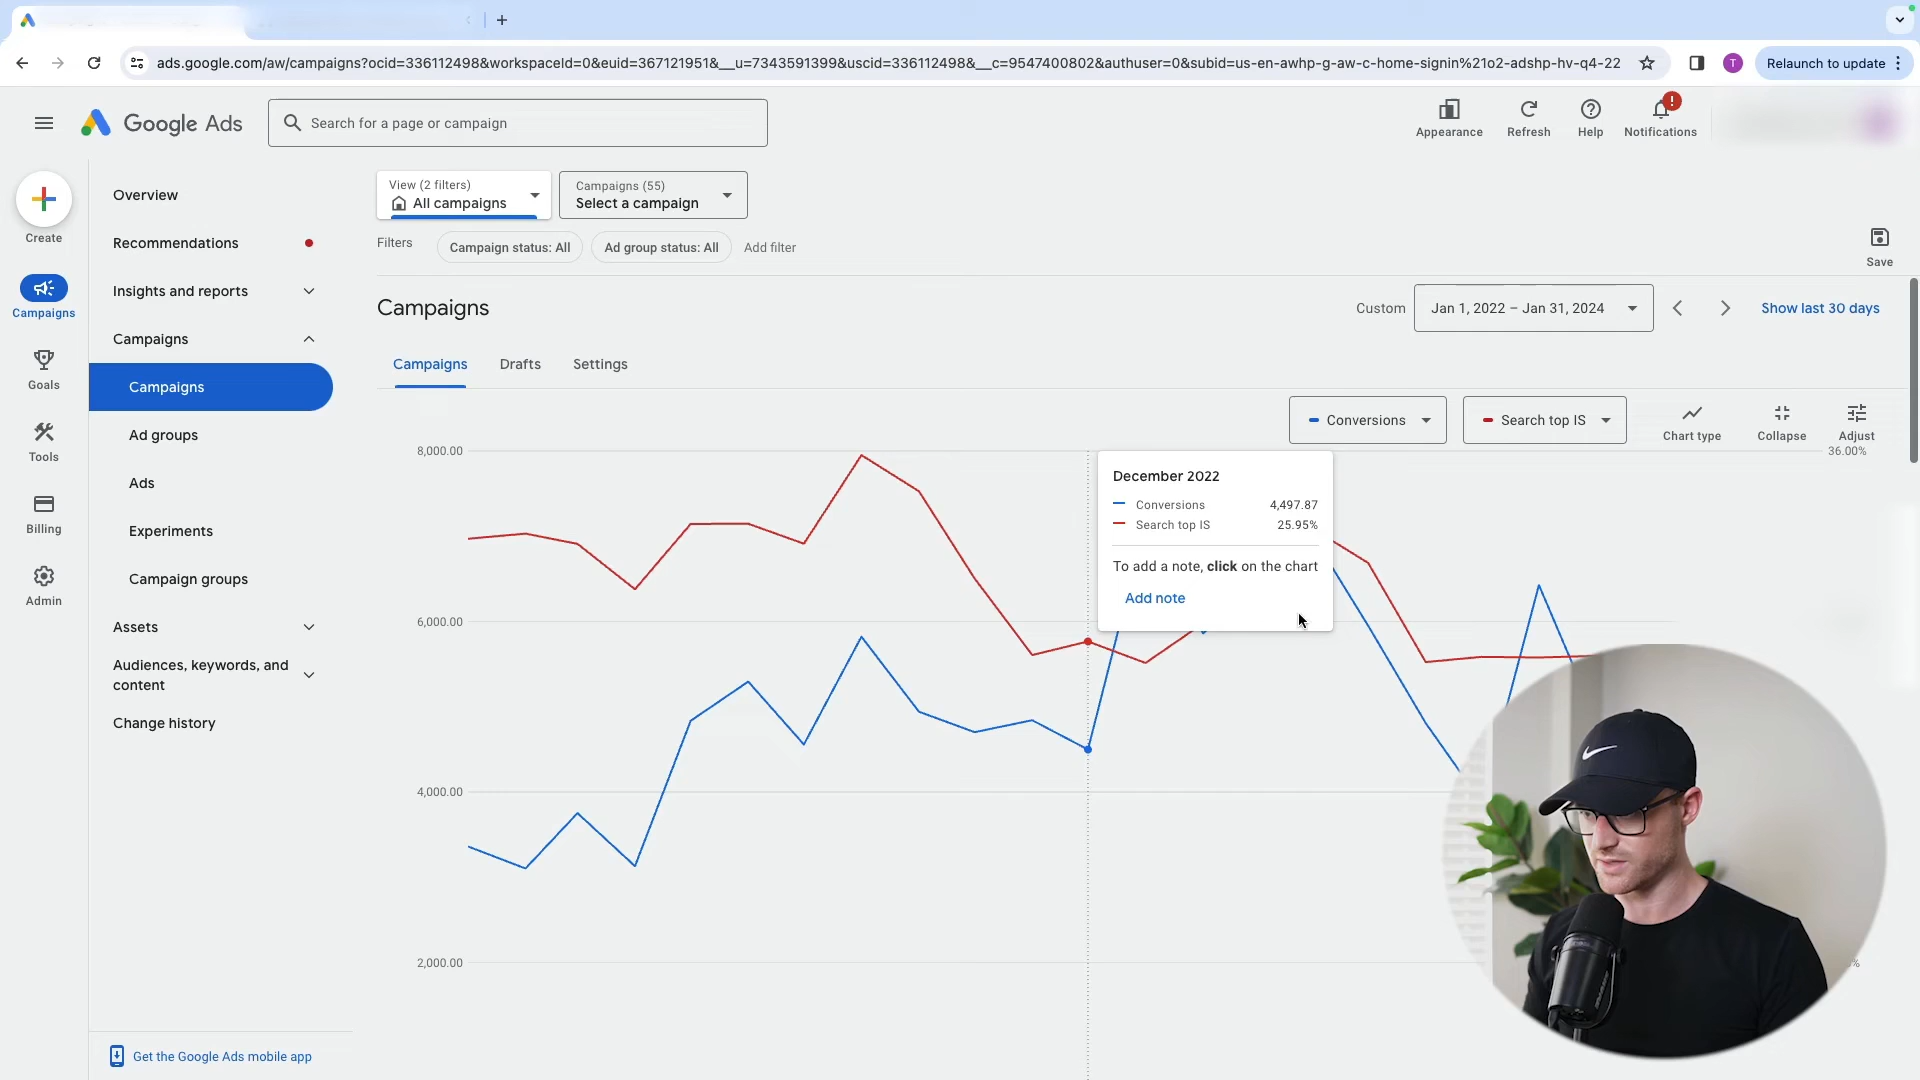 ads.google.com/aw/campaigns?ocid=336112498&workspaceId=0&euid=367121951&__u=7343591399&uscid=336112498&__c=9547400802&authuser=0&subid=us-en-awhp-g-aw-c-home-signin%21o2-adshp-hv-q4-22
T
Relaunch to update
Google Ads
Search for a page or campaign
Appearance
Refresh
Help
!
Notifications
Create
Campaigns
Goals
Tools
Billing
Admin
Overview
Recommendations
Insights and reports
Campaigns
Campaigns
Ad groups
Ads
Experiments
Campaign groups
Assets
Audiences, keywords, and
content
Change history
Get the Google Ads mobile app
View (2 filters)
All campaigns
Campaigns (55)
Select a campaign
Filters
Campaign status: All
Ad group status: All
Add filter
Save
Campaigns
Custom
Jan 1, 2022 – Jan 31, 2024
Show last 30 days
Campaigns
Drafts
Settings
Conversions
Search top IS
Chart type
Collapse
Adjust
8,000.00
36.00%
6,000.00
4,000.00
2,000.00
December 2022
Conversions 4,497.87
Search top IS 25.95%
To add a note, click on the chart
Add note